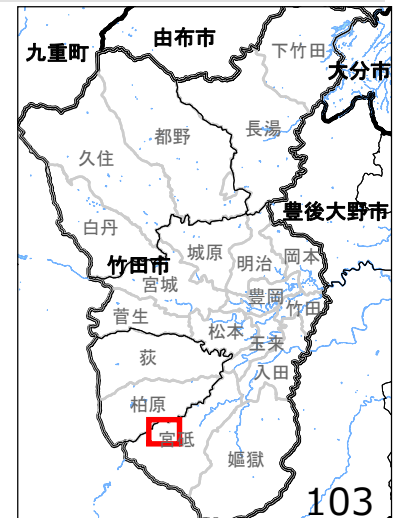 由布市
九重町
下竹田
大分市
長湯
都野
久住
豊後大野市
白丹
城原
岡本
明治
竹田市
宮城
豊岡
竹田
菅生
松本
玉来
荻
入田
柏原
宮砥
嫗獄
103